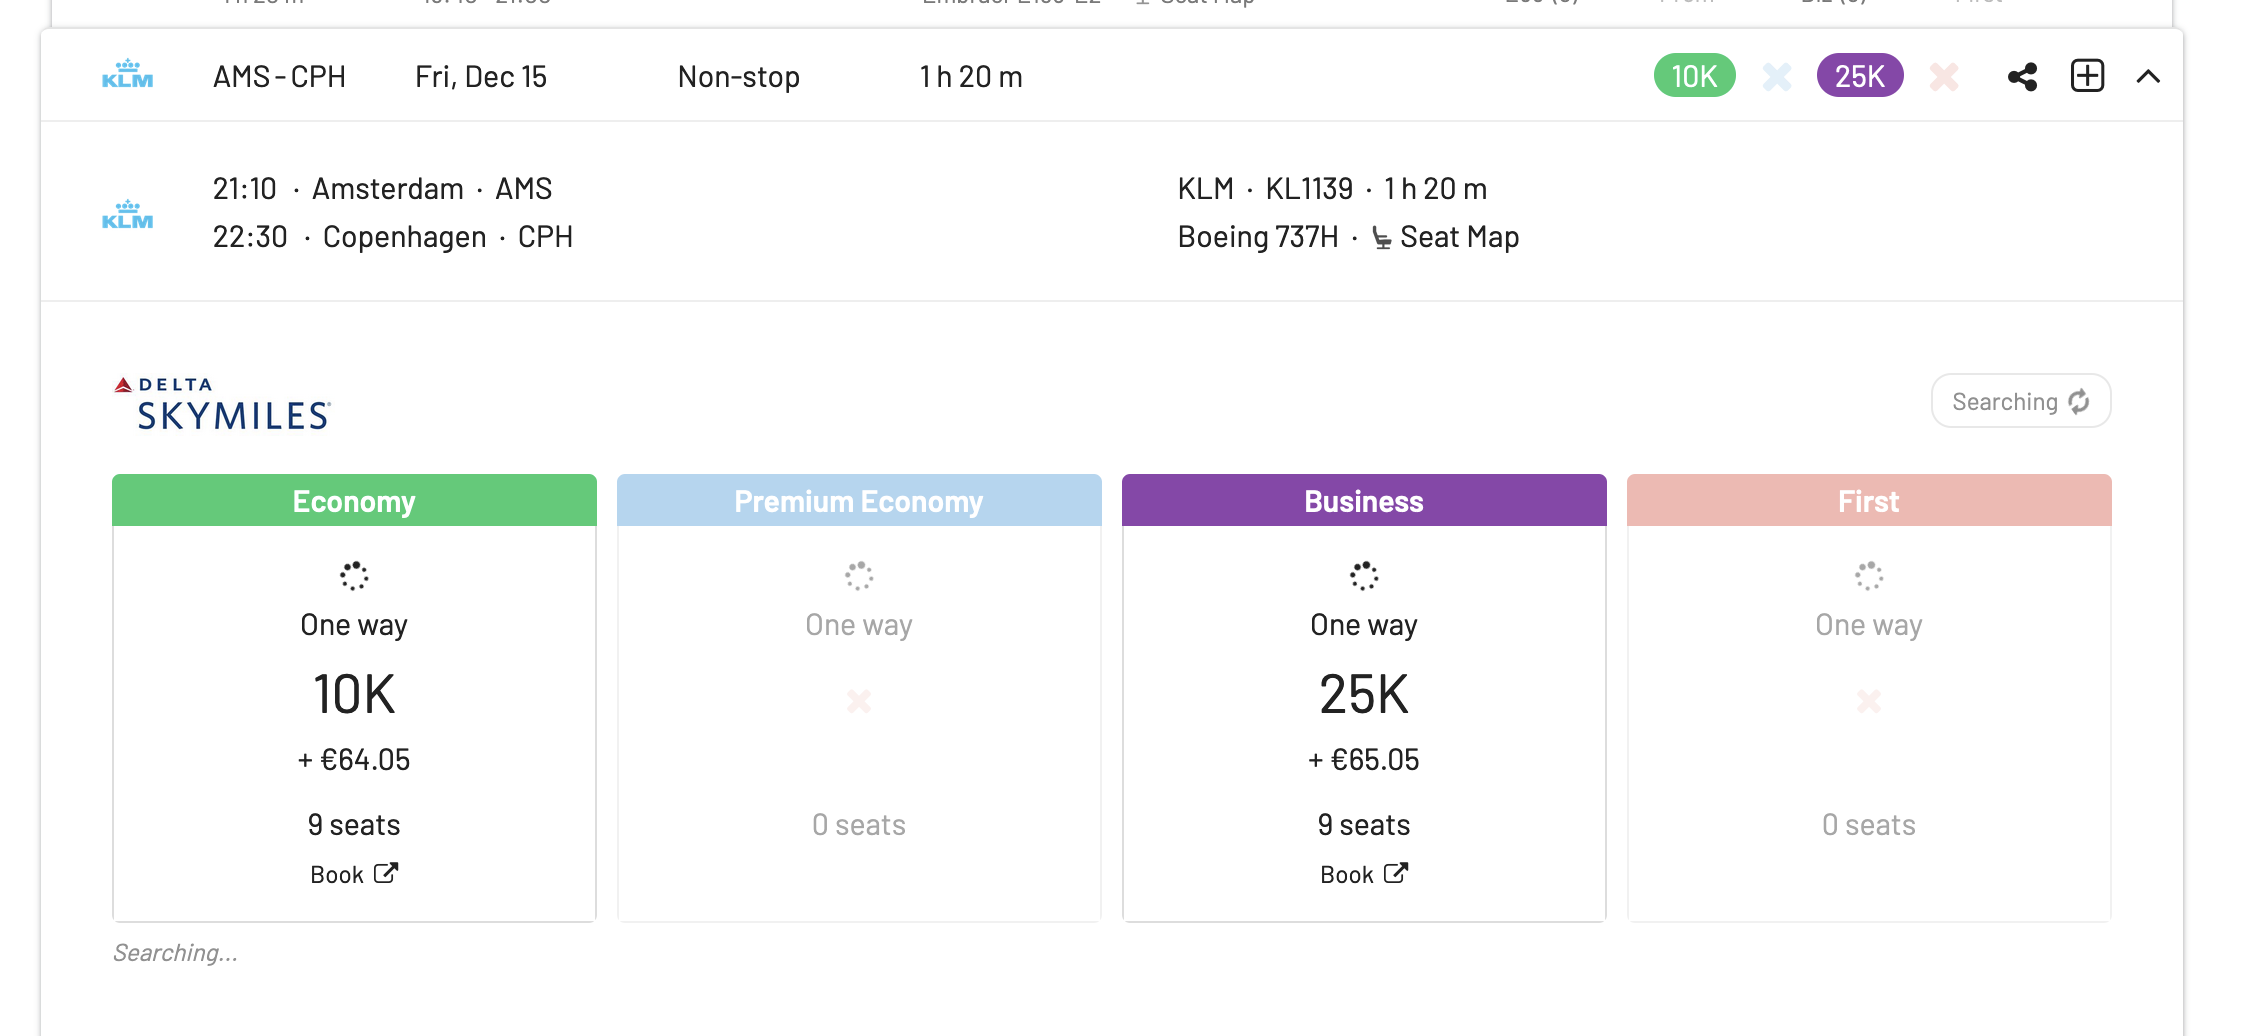 KLM AMS - CPH Fri, Dec 15 Non-stop 1 h 20 m 10K 25K
21:10 · Amsterdam · AMS
KLM 22:30 · Copenhagen · CPH
KLM · KL1139 · 1 h 20 m
Boeing 737H · Seat Map
DELTA
SKYMILES
Searching
Economy
One way
10K
+ €64.05
9 seats
Book
Premium Economy
One way
0 seats
Business
One way
25K
+ €65.05
9 seats
Book
First
One way
0 seats
Searching...